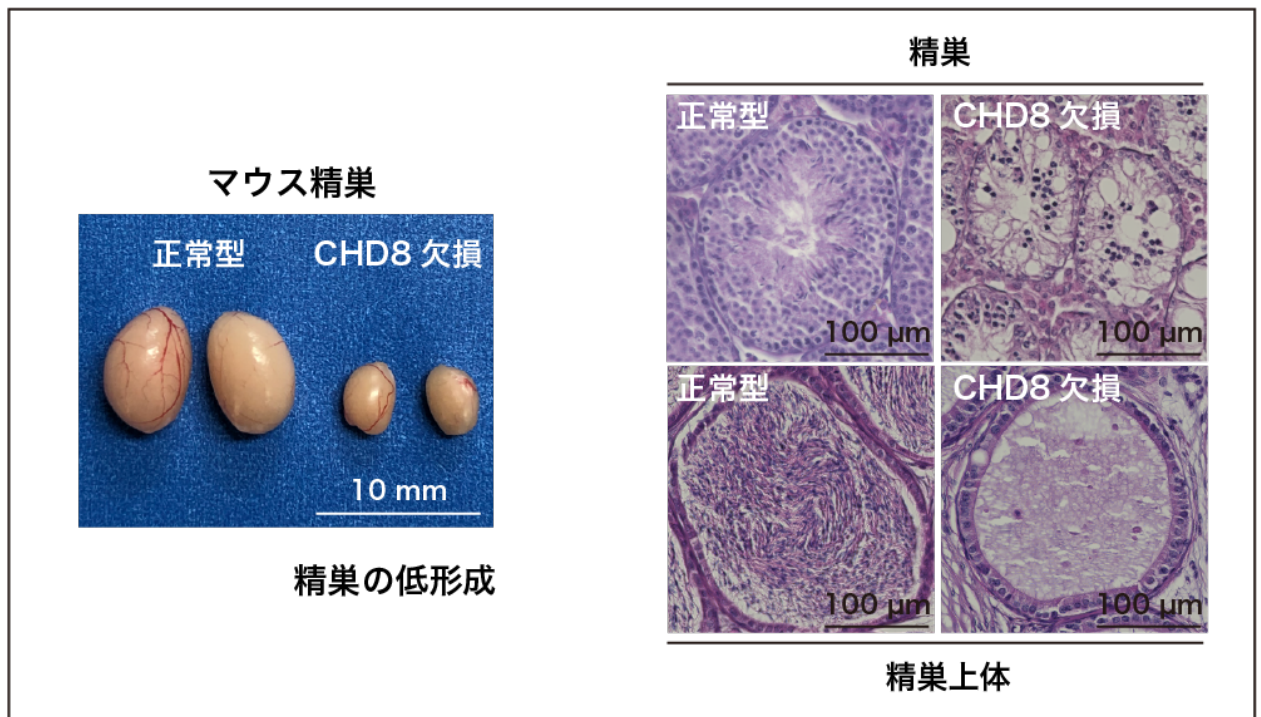 マウス精巣
正常型
CHD8 欠損
10 mm
精巣の低形成
精巣
正常型
CHD8 欠損
100 µm
100 µm
正常型
CHD8 欠損
100 µm
100 µm
精巣上体